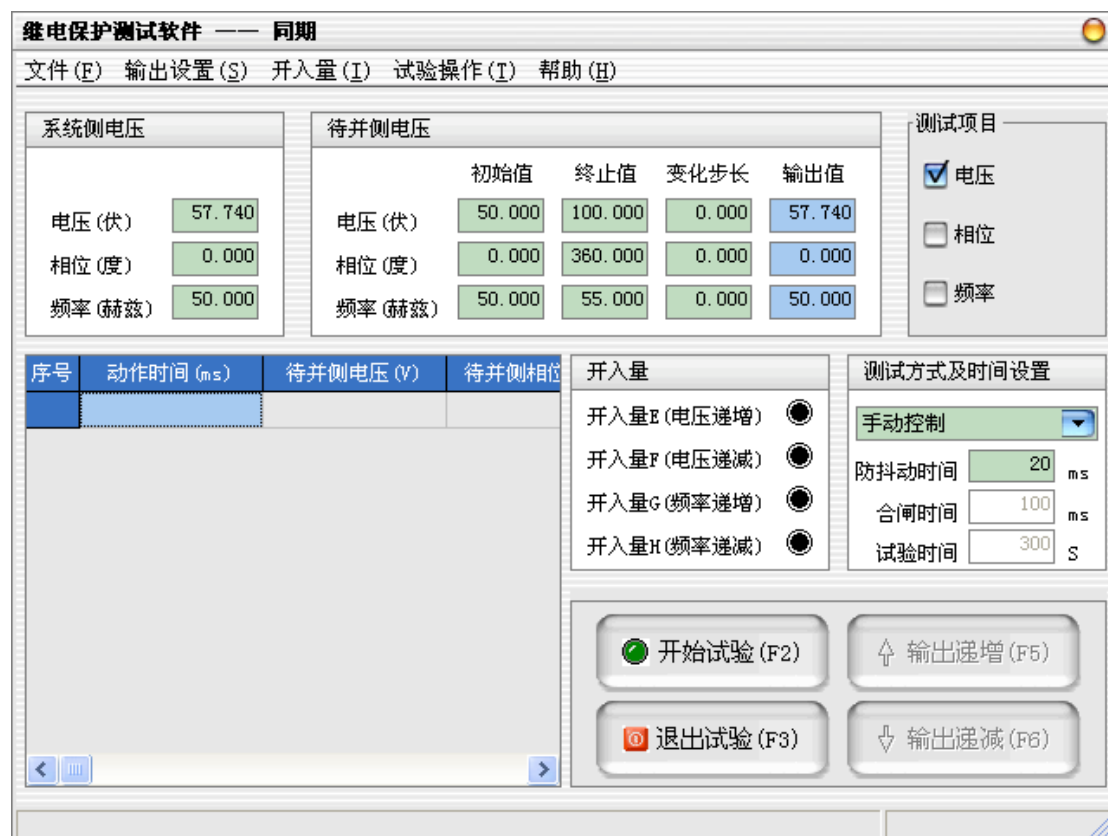 继电保护测试软件 —— 同期
文件(F) 输出设置(S) 开入量(I) 试验操作(T) 帮助(H)
系统侧电压
电压(伏) 57.740
相位(度) 0.000
频率(赫兹) 50.000
待并侧电压
初始值 终止值 变化步长 输出值
电压(伏) 50.000 100.000 0.000 57.740
相位(度) 0.000 360.000 0.000 0.000
频率(赫兹) 50.000 55.000 0.000 50.000
测试项目
电压
相位
频率
序号 动作时间(ms) 待并侧电压(V) 待并侧相位
开入量
开入量E(电压递增)
开入量F(电压递减)
开入量G(频率递增)
开入量H(频率递减)
测试方式及时间设置
手动控制
防抖动时间 20 ms
合闸时间 100 ms
试验时间 300 S
开始试验(F2) 输出递增(F5)
退出试验(F3) 输出递减(F6)